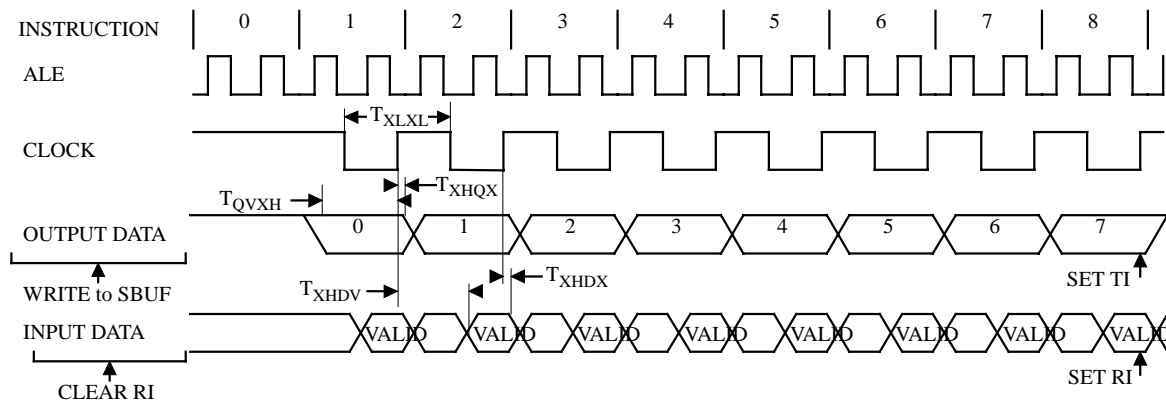 INSTRUCTION 0 1 2 3 4 5 6 7 8
ALE
TXLXL
CLOCK
TXHQX
TQVXH
OUTPUT DATA 0 1 2 3 4 5 6 7
TXHDX SET TI
WRITE to SBUF TXHDV
INPUT DATA VALID VALID VALID VALID VALID VALID VALID VALID
SET RI
CLEAR RI